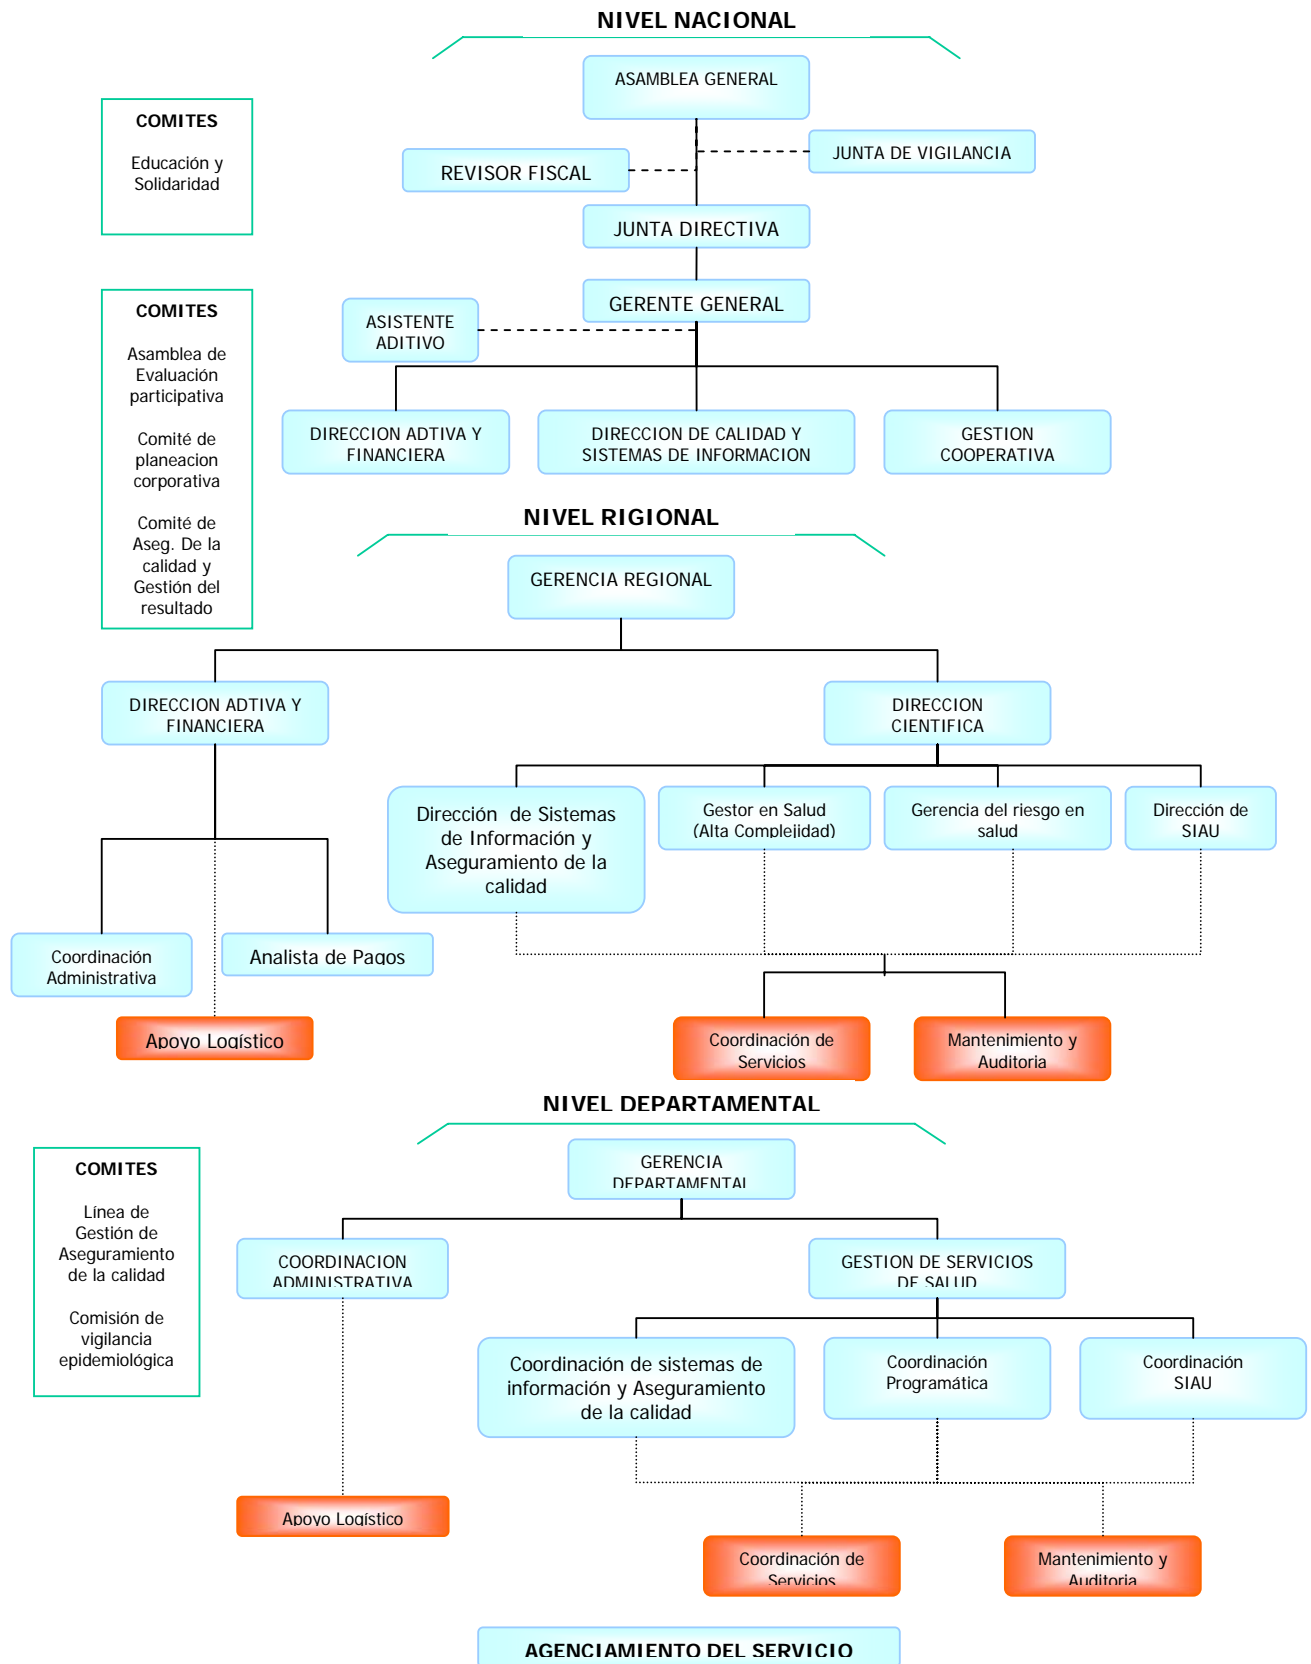 NIVEL NACIONAL
ASAMBLEA GENERAL
COMITES
Educación y
Solidaridad
JUNTA DE VIGILANCIA
REVISOR FISCAL
JUNTA DIRECTIVA
COMITES
Asamblea de
Evaluación
participativa
Comité de
planeacion
corporativa
Comité de
Aseg. De la
calidad y
Gestión del
resultado
GERENTE GENERAL
ASISTENTE
ADITIVO
DIRECCION ADTIVA Y
FINANCIERA
DIRECCION DE CALIDAD Y
SISTEMAS DE INFORMACION
GESTION
COOPERATIVA
NIVEL RIGIONAL
GERENCIA REGIONAL
DIRECCION ADTIVA Y
FINANCIERA
DIRECCION
CIENTIFICA
Dirección de Sistemas
de Información y
Aseguramiento de la
calidad
Gestor en Salud
(Alta Complejidad)
Gerencia del riesgo en
salud
Dirección de
SIAU
Coordinación
Administrativa
Analista de Pagos
Apoyo Logístico
Coordinación de
Servicios
Mantenimiento y
Auditoria
NIVEL DEPARTAMENTAL
COMITES
Línea de
Gestión de
Aseguramiento
de la calidad
Comisión de
vigilancia
epidemiológica
GERENCIA
DEPARTAMENTAL
COORDINACION
ADMINISTRATIVA
GESTION DE SERVICIOS
DE SALUD
Coordinación de sistemas de
información y Aseguramiento
de la calidad
Coordinación
Programática
Coordinación
SIAU
Apoyo Logístico
Coordinación de
Servicios
Mantenimiento y
Auditoria
AGENCIAMIENTO DEL SERVICIO